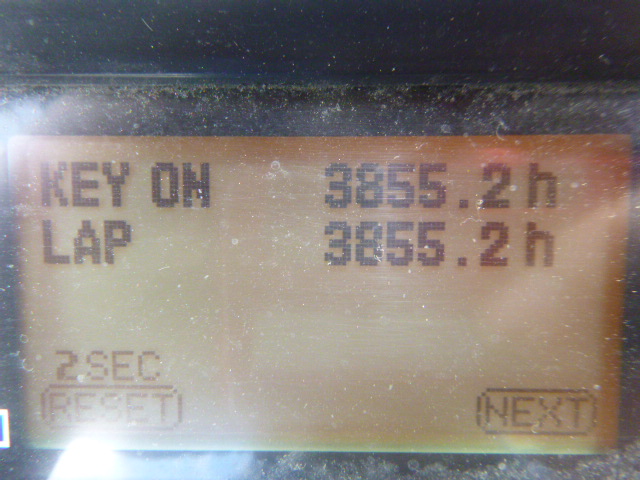 KEY ON 3855.2h
LAP 3855.2h
2SEC
RESET NEXT